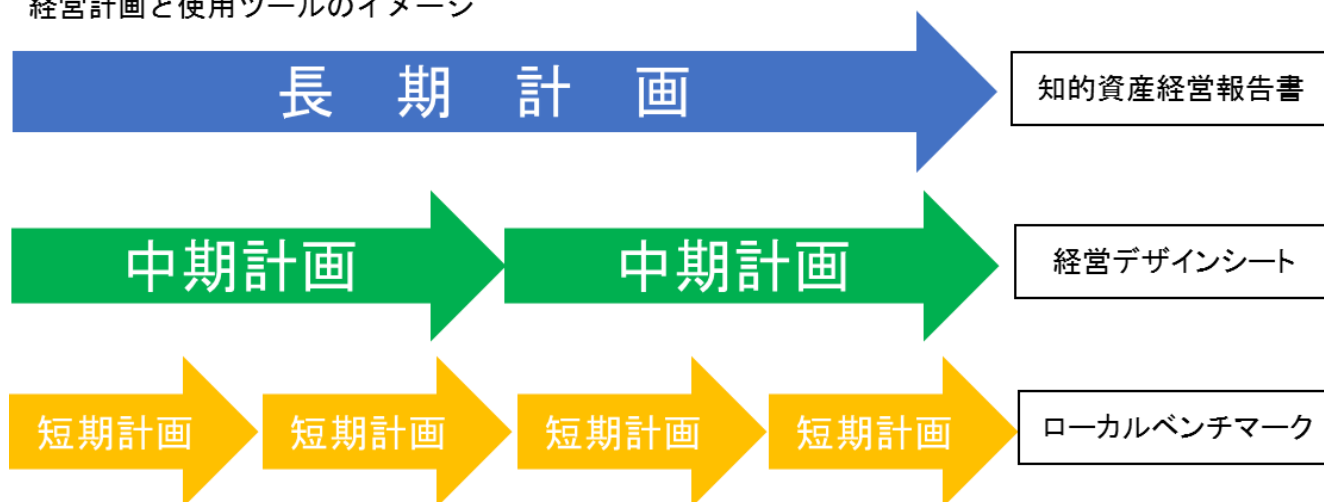 経営計画と使用ツールのイメージ
長期計画
知的資産経営報告書
中期計画
中期計画
経営デザインシート
短期計画
短期計画
短期計画
短期計画
ローカルベンチマーク